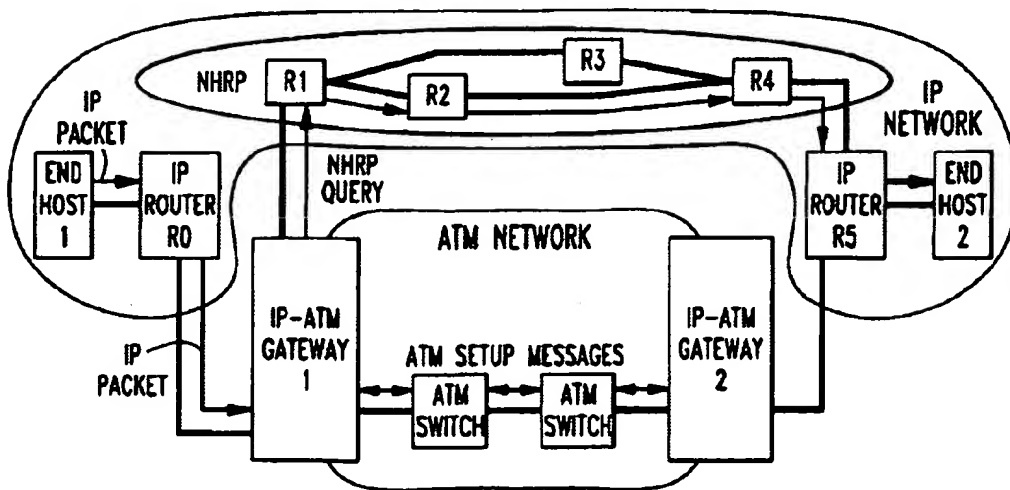 NHRP
R1
R2
R3
R4
IP
PACKET
IP
NETWORK
END
HOST
1
IP
ROUTER
R0
NHRP
QUERY
IP
ROUTER
R5
END
HOST
2
ATM NETWORK
IP-ATM
GATEWAY
1
IP-ATM
GATEWAY
2
IP
PACKET
ATM SETUP MESSAGES
ATM
SWITCH
ATM
SWITCH